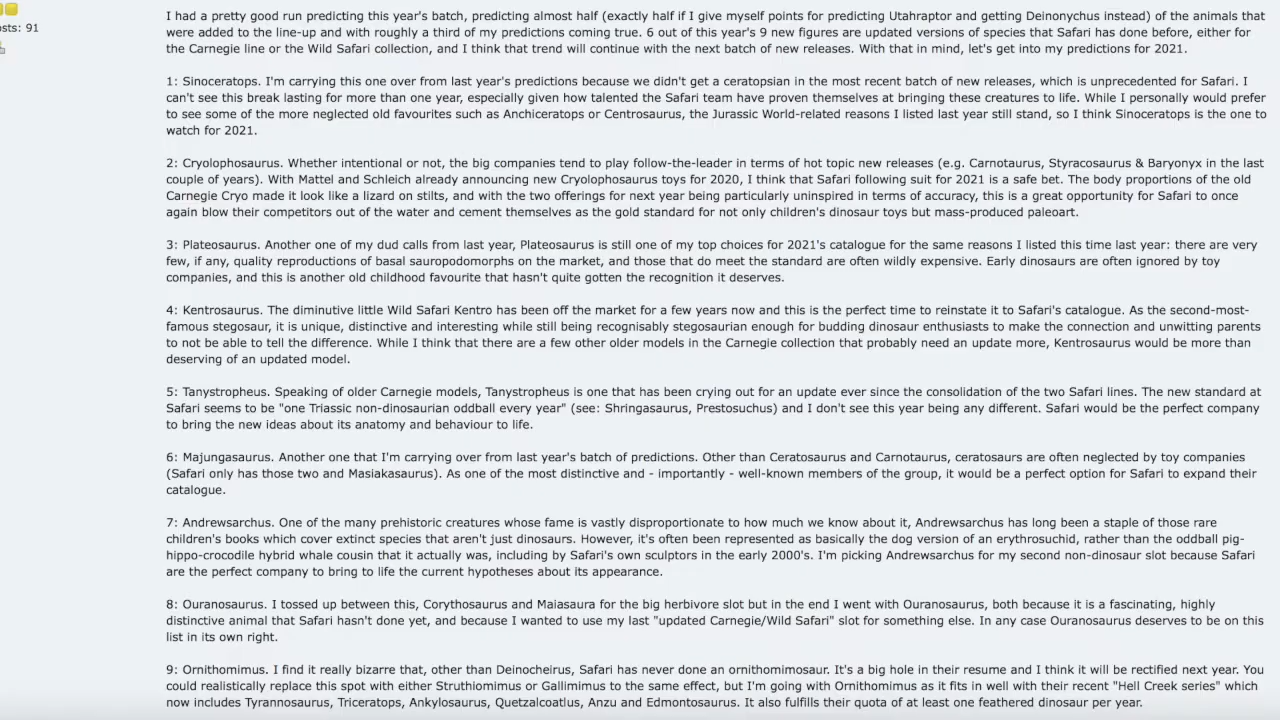 I had a pretty good run predicting this year's batch, predicting almost half (exactly half if I give myself points for predicting Utahraptor and getting Deinonychus instead) of the animals that
sts: 91
were added to the line-up and with roughly a third of my predictions coming true. 6 out of this year's 9 new figures are updated versions of species that Safari has done before, either for
the Carnegie line or the Wild Safari collection, and I think that trend will continue with the next batch of new releases. With that in mind, let's get into my predictions for 2021.
1: Sinoceratops. I'm carrying this one over from last year's predictions because we didn't get a ceratopsian in the most recent batch of new releases, which is unprecedented for Safari. I
can't see this break lasting for more than one year, especially given how talented the Safari team have proven themselves at bringing these creatures to life. While I personally would prefer
to see some of the more neglected old favourites such as Anchiceratops or Centrosaurus, the Jurassic World-related reasons I listed last year still stand, so I think Sinoceratops is the one to
watch for 2021.
2: Cryolophosaurus. Whether intentional or not, the big companies tend to play follow-the-leader in terms of hot topic new releases (e.g. Carnotaurus, Styracosaurus & Baryonyx in the last
couple of years). With Mattel and Schleich already announcing new Cryolophosaurus toys for 2020, I think that Safari following suit for 2021 is a safe bet. The body proportions of the old
Carnegie Cryo made it look like a lizard on stilts, and with the two offerings for next year being particularly uninspired in terms of accuracy, this is a great opportunity for Safari to once
again blow their competitors out of the water and cement themselves as the gold standard for not only children's dinosaur toys but mass-produced paleoart.
3: Plateosaurus. Another one of my dud calls from last year, Plateosaurus is still one of my top choices for 2021's catalogue for the same reasons I listed this time last year: there are very
few, if any, quality reproductions of basal sauropodomorphs on the market, and those that do meet the standard are often wildly expensive. Early dinosaurs are often ignored by toy
companies, and this is another old childhood favourite that hasn't quite gotten the recognition it deserves.
4: Kentrosaurus. The diminutive little Wild Safari Kentro has been off the market for a few years now and this is the perfect time to reinstate it to Safari's catalogue. As the second-most-
famous stegosaur, it is unique, distinctive and interesting while still being recognisably stegosaurian enough for budding dinosaur enthusiasts to make the connection and unwitting parents
to not be able to tell the difference. While I think that there are a few other older models in the Carnegie collection that probably need an update more, Kentrosaurus would be more than
deserving of an updated model.
5: Tanystropheus. Speaking of older Carnegie models, Tanystropheus is one that has been crying out for an update ever since the consolidation of the two Safari lines. The new standard at
Safari seems to be "one Triassic non-dinosaurian oddball every year" (see: Shringasaurus, Prestosuchus) and I don't see this year being any different. Safari would be the perfect company
to bring the new ideas about its anatomy and behaviour to life.
6: Majungasaurus. Another one that I'm carrying over from last year's batch of predictions. Other than Ceratosaurus and Carnotaurus, ceratosaurs are often neglected by toy companies
(Safari only has those two and Masiakasaurus). As one of the most distinctive and - importantly - well-known members of the group, it would be a perfect option for Safari to expand their
catalogue.
7: Andrewsarchus. One of the many prehistoric creatures whose fame is vastly disproportionate to how much we know about it, Andrewsarchus has long been a staple of those rare
children's books which cover extinct species that aren't just dinosaurs. However, it's often been represented as basically the dog version of an erythrosuchid, rather than the oddball pig-
hippo-crocodile hybrid whale cousin that it actually was, including by Safari's own sculptors in the early 2000's. I'm picking Andrewsarchus for my second non-dinosaur slot because Safari
are the perfect company to bring to life the current hypotheses about its appearance.
8: Ouranosaurus. I tossed up between this, Corythosaurus and Maiasaura for the big herbivore slot but in the end I went with Ouranosaurus, both because it is a fascinating, highly
distinctive animal that Safari hasn't done yet, and because I wanted to use my last "updated Carnegie/Wild Safari" slot for something else. In any case Ouranosaurus deserves to be on this
list in its own right.
9: Ornithomimus. I find it really bizarre that, other than Deinocheirus, Safari has never done an ornithomimosaur. It's a big hole in their resume and I think it will be rectified next year. You
could realistically replace this spot with either Struthiomimus or Gallimimus to the same effect, but I'm going with Ornithomimus as it fits in well with their recent "Hell Creek series" which
now includes Tyrannosaurus, Triceratops, Ankylosaurus, Quetzalcoatlus, Anzu and Edmontosaurus. It also fulfills their quota of at least one feathered dinosaur per year.